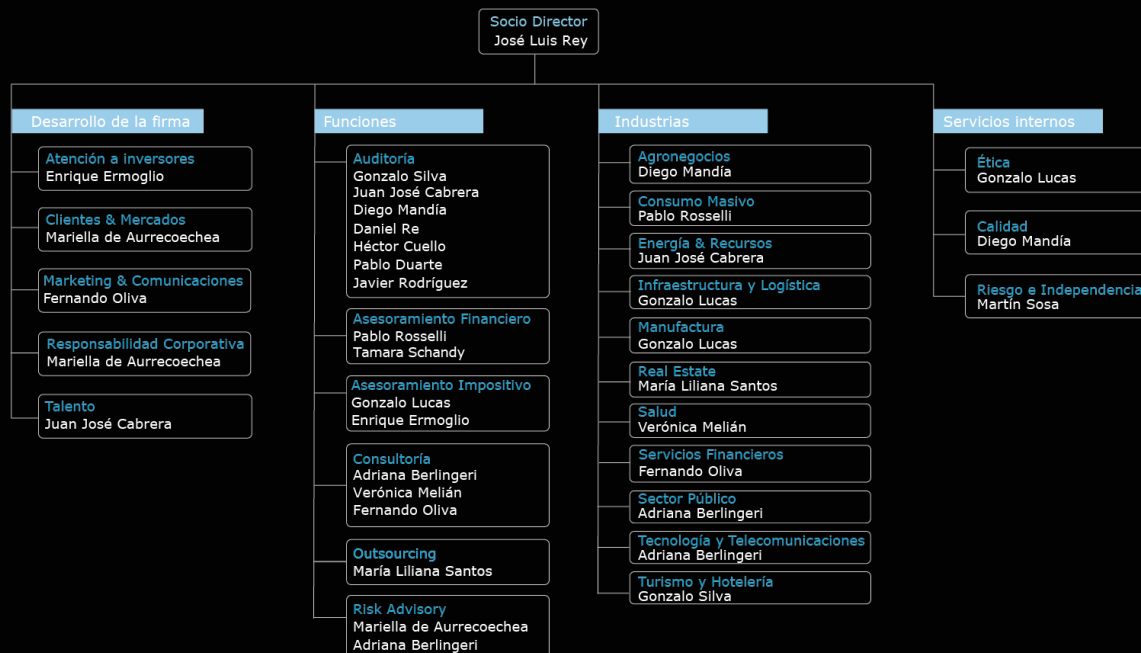 Socio Director
José Luis Rey
Desarrollo de la firma
Atención a inversores
Enrique Ermoglio
Clientes & Mercados
Mariella de Aurrecoechea
Marketing & Comunicaciones
Fernando Oliva
Responsabilidad Corporativa
Mariella de Aurrecoechea
Talento
Juan José Cabrera
Funciones
Auditoría
Gonzalo Silva
Juan José Cabrera
Diego Mandía
Daniel Re
Héctor Cuello
Pablo Duarte
Javier Rodríguez
Asesoramiento Financiero
Pablo Rosselli
Tamara Schandy
Asesoramiento Impositivo
Gonzalo Lucas
Enrique Ermoglio
Consultoría
Adriana Berlingeri
Verónica Melián
Fernando Oliva
Outsourcing
María Liliana Santos
Risk Advisory
Mariella de Aurrecoechea
Adriana Berlingeri
Industrias
Agronegocios
Diego Mandía
Consumo Masivo
Pablo Rosselli
Energía & Recursos
Juan José Cabrera
Infraestructura y Logística
Gonzalo Lucas
Manufactura
Gonzalo Lucas
Real Estate
María Liliana Santos
Salud
Verónica Melián
Servicios Financieros
Fernando Oliva
Sector Público
Adriana Berlingeri
Tecnología y Telecomunicaciones
Adriana Berlingeri
Turismo y Hotelería
Gonzalo Silva
Servicios internos
Ética
Gonzalo Lucas
Calidad
Diego Mandía
Riesgo e Independencia
Martín Sosa